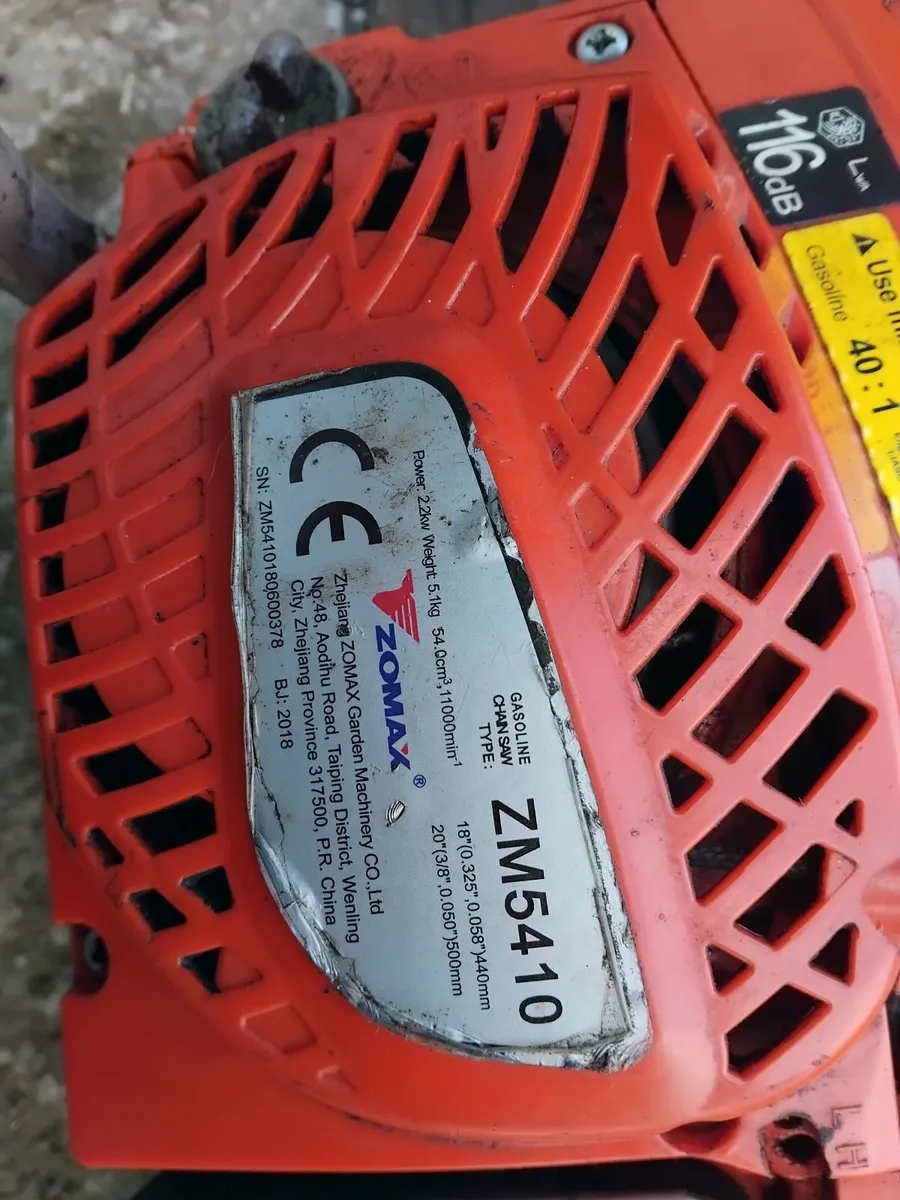 GASOLINE
CHAIN SAW
TYPE:
ZM5410
18"(0.325",0.058")440mm
20"(3/8",0.050")500mm
Power: 2.2kw Weight: 5.1kg 54.0cm³,11000min⁻¹
CE
ZOMAX®
Zhejiang ZOMAX Garden Machinery CO.,Ltd
No.48, Aodihu Road, Taiping District, Wenling
City, Zhejiang Province 317500, P.R. China
SN: ZM5410180600378 BJ: 2018
LWA
116dB
Use
Gasoline 40:1
L
H